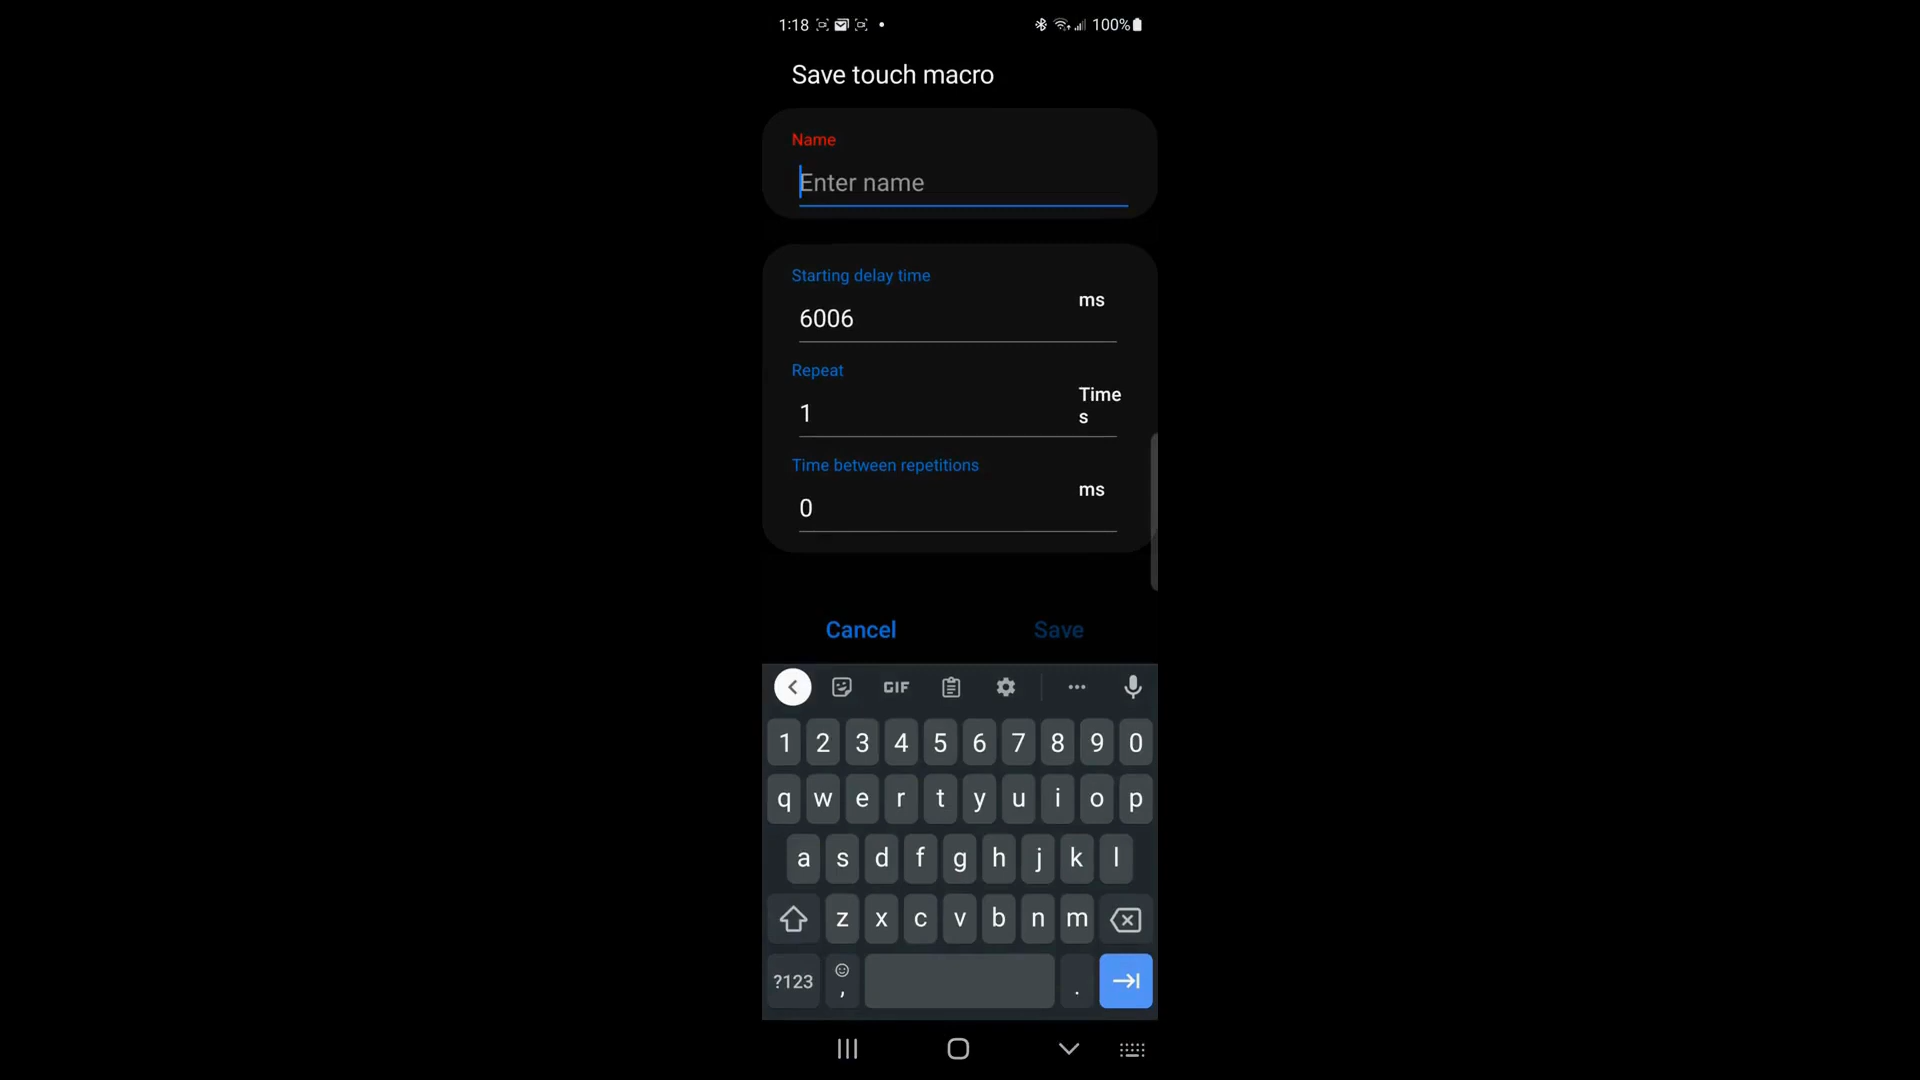 1:18 100%
Save touch macro
Name
Enter name
Starting delay time
6006 ms
Repeat
1 Time
s
Time between repetitions
0 ms
Cancel Save
GIF
1 2 3 4 5 6 7 8 9 0
q w e r t y u i o p
a s d f g h j k l
z x c v b n m
?123 , .